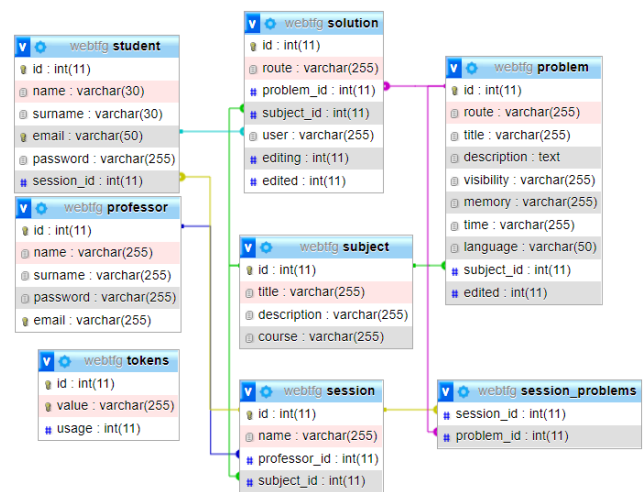 webtfg student
id : int(11)
name : varchar(30)
surname : varchar(30)
email : varchar(50)
password : varchar(255)
session_id : int(11)
webtfg professor
id : int(11)
name : varchar(255)
surname : varchar(255)
password : varchar(255)
email : varchar(255)
webtfg tokens
id : int(11)
value : varchar(255)
usage : int(11)
webtfg solution
id : int(11)
route : varchar(255)
problem_id : int(11)
subject_id : int(11)
user : varchar(255)
editing : int(11)
edited : int(11)
webtfg subject
id : int(11)
title : varchar(255)
description : varchar(255)
course : varchar(255)
webtfg session
id : int(11)
name : varchar(255)
professor_id : int(11)
subject_id : int(11)
webtfg problem
id : int(11)
route : varchar(255)
title : varchar(255)
description : text
visibility : varchar(255)
memory : varchar(255)
time : varchar(255)
language : varchar(50)
subject_id : int(11)
edited : int(11)
webtfg session_problems
session_id : int(11)
problem_id : int(11)